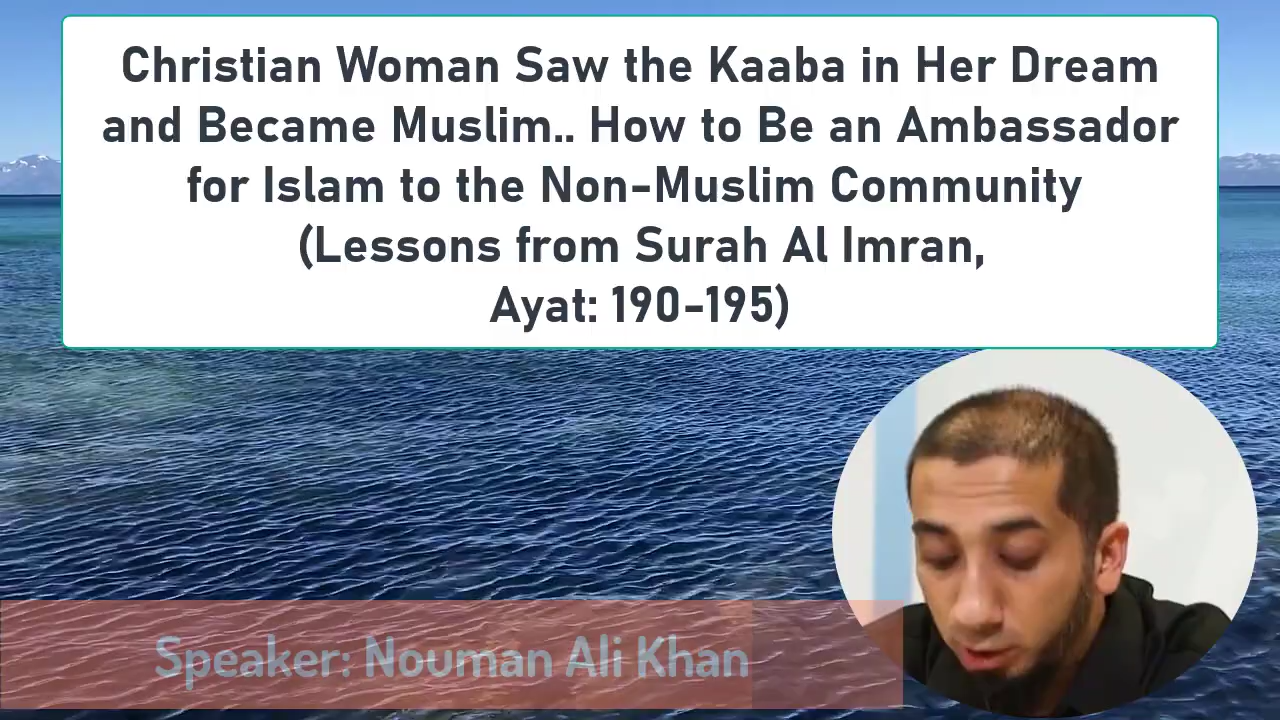 Christian Woman Saw the Kaaba in Her Dream
and Became Muslim.. How to Be an Ambassador
for Islam to the Non-Muslim Community
(Lessons from Surah Al Imran,
Ayat: 190-195)
Speaker: Nouman Ali Khan